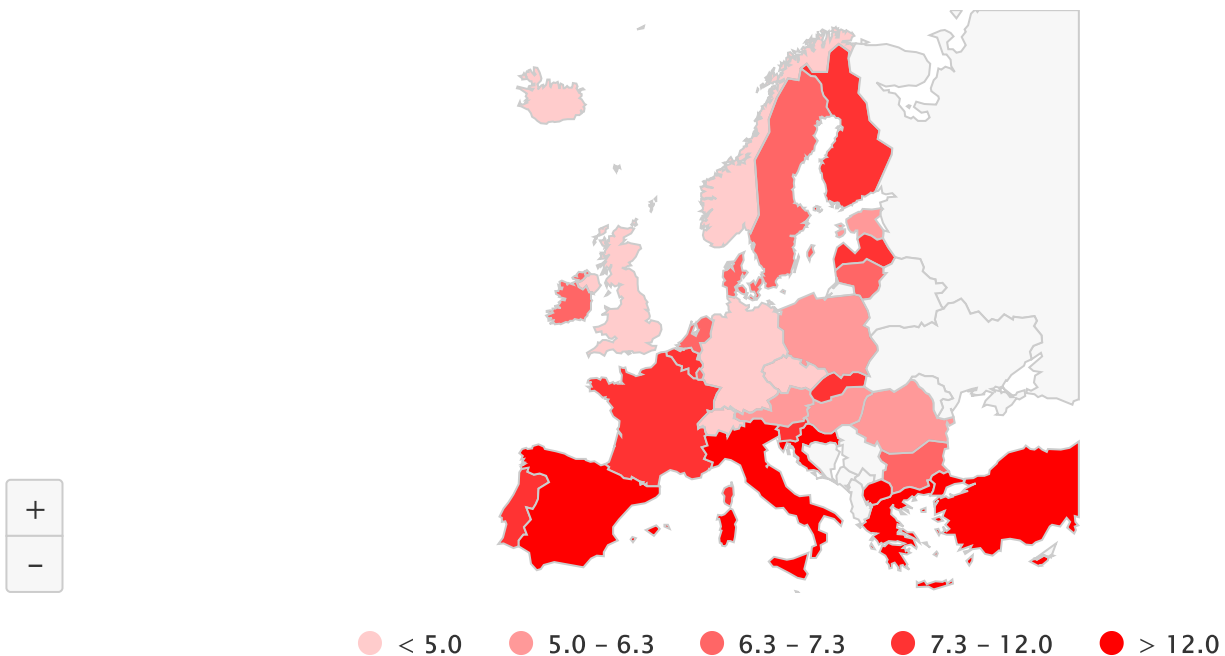 +
–
< 5.0
5.0 – 6.3
6.3 – 7.3
7.3 – 12.0
> 12.0